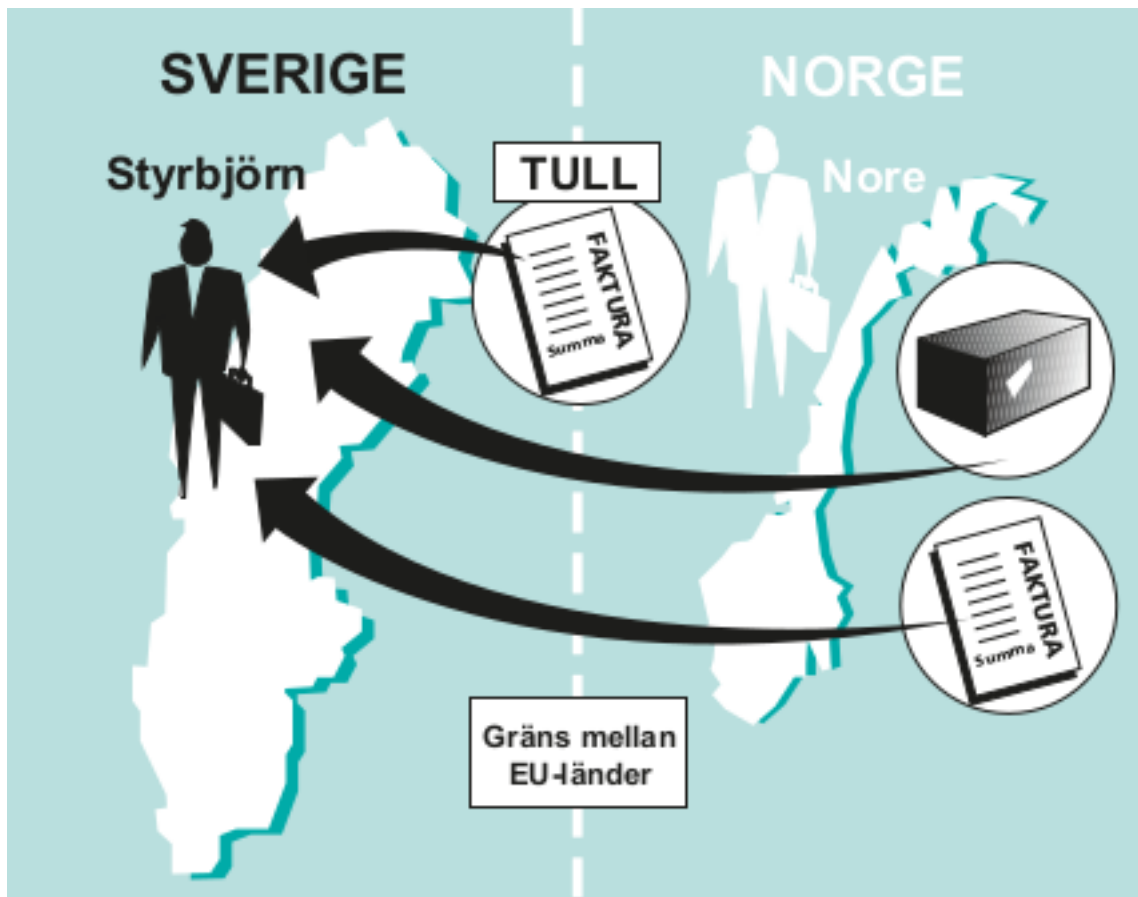 SVERIGE
NORGE
Styrbjörn
TULL
Nore
FAKTURA
Summa
FAKTURA
Summa
Gräns mellan
EU-länder